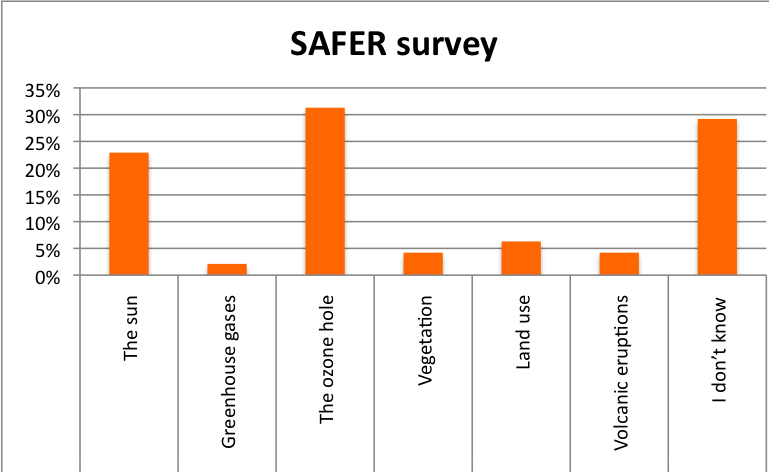 SAFER survey
35%
30%
25%
20%
15%
10%
5%
0%
The sun
Greenhouse gases
The ozone hole
Vegetation
Land use
Volcanic eruptions
I don't know